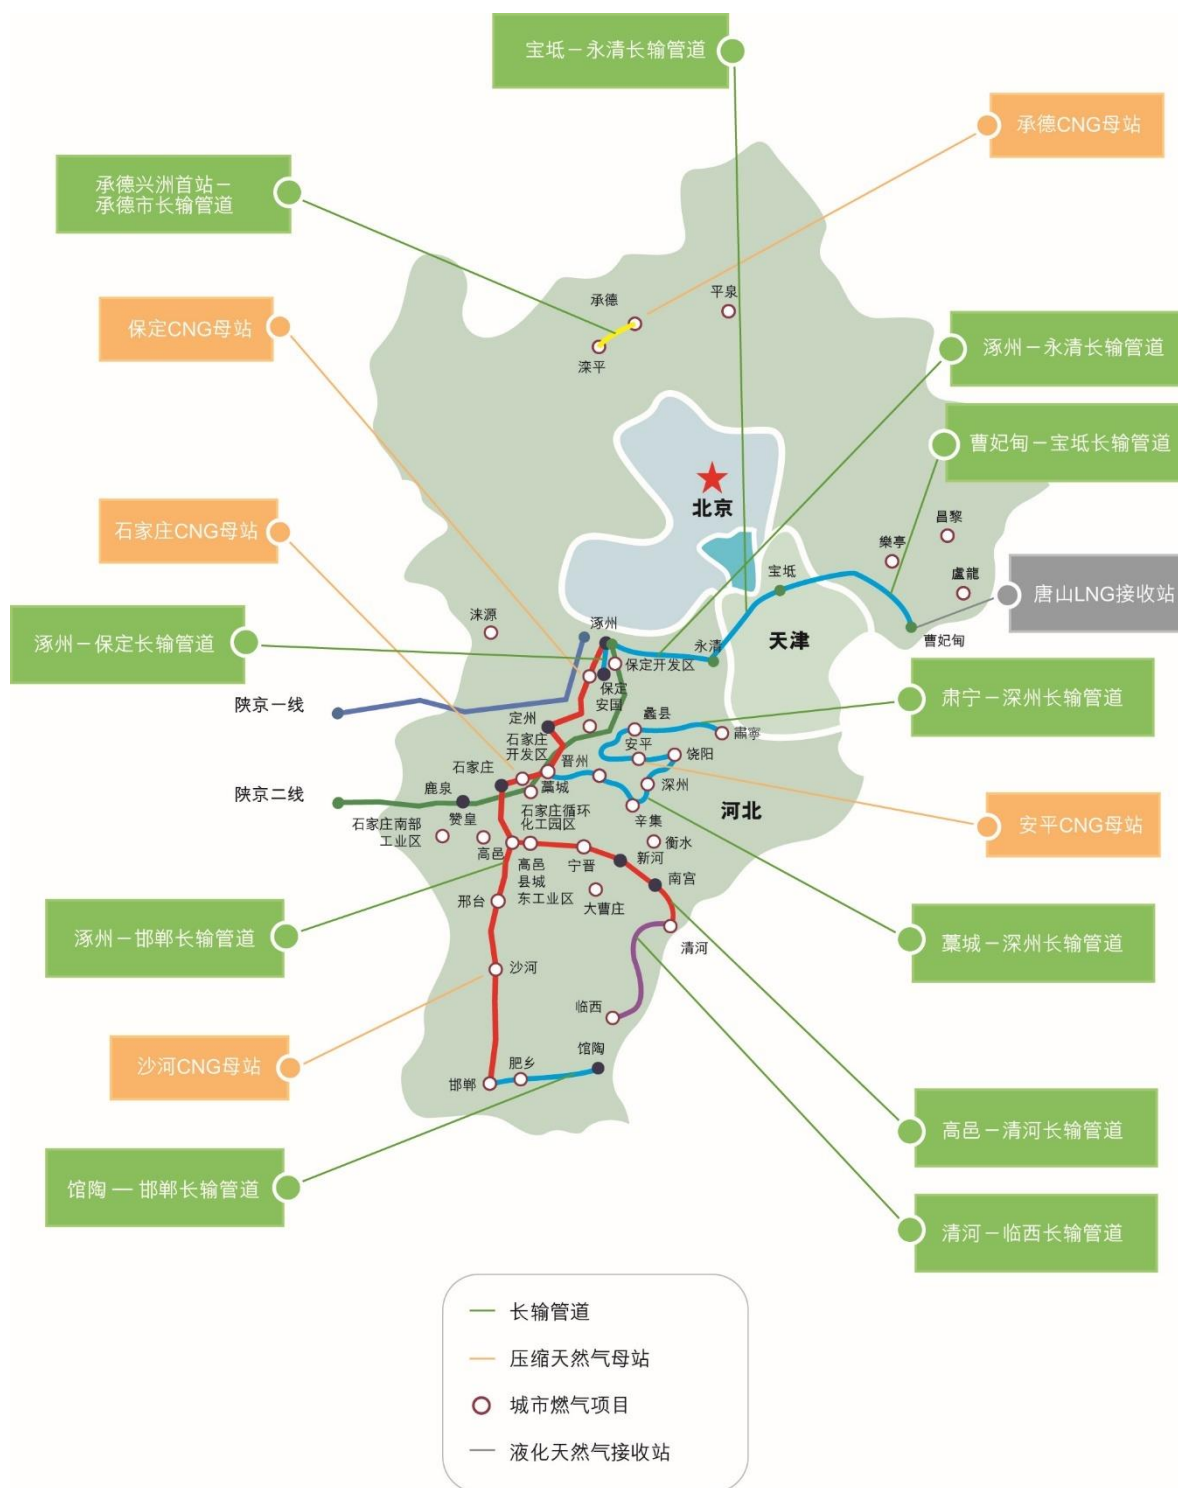 宝坻－永清长输管道
承德CNG母站
承德兴洲首站－
承德市长输管道
平泉
承德
保定CNG母站
涿州－永清长输管道
滦平
曹妃甸－宝坻长输管道
北京
昌黎
石家庄CNG母站
樂亭
宝坻
盧龍
唐山LNG接收站
涞源
涿州
涿州－保定长输管道
永清
天津
曹妃甸
保定开发区
保定
安国
肃宁－深州长输管道
陕京一线
定州
蠡县
肅寧
石家庄
开发区
安平
饶阳
晋州
石家庄
深州
鹿泉
藁城
陕京二线
河北
石家庄循环
化工园区
赞皇
辛集
石家庄南部
工业区
安平CNG母站
衡水
高邑
高邑
县城
东工业区
宁晋
新河
南宫
邢台
大曹庄
涿州－邯郸长输管道
清河
藁城－深州长输管道
沙河
临西
沙河CNG母站
馆陶
肥乡
邯郸
高邑－清河长输管道
馆陶 — 邯郸长输管道
清河－临西长输管道
长输管道
压缩天然气母站
城市燃气项目
液化天然气接收站